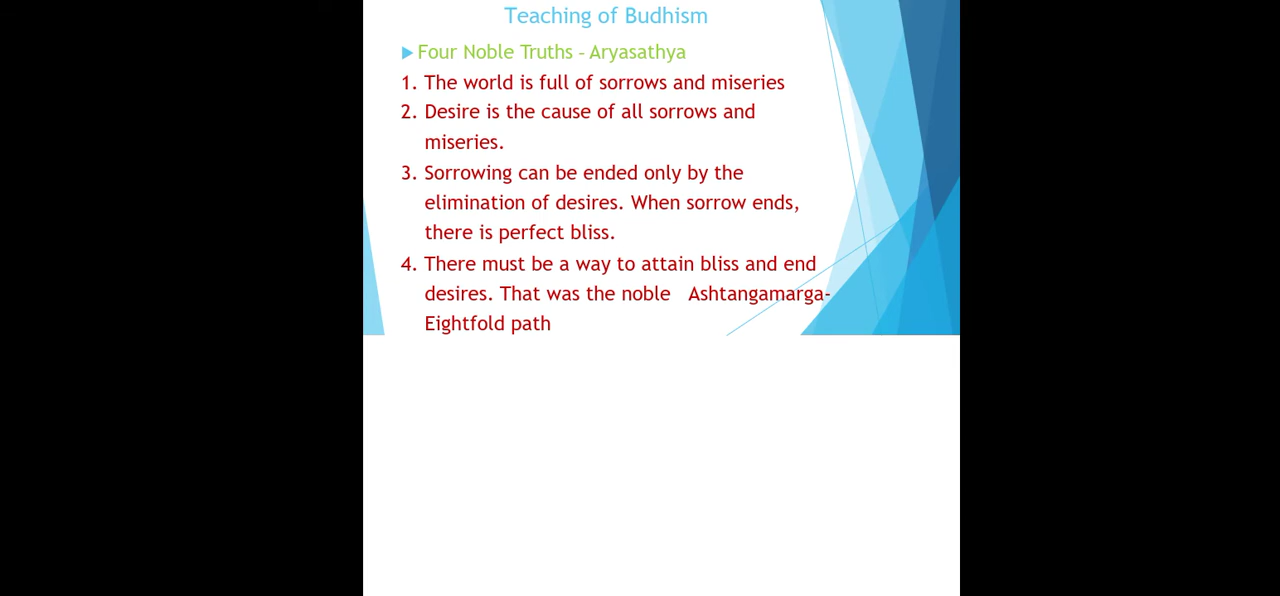 Teaching of Budhism
Four Noble Truths - Aryasathya
1. The world is full of sorrows and miseries
2. Desire is the cause of all sorrows and
miseries.
3. Sorrowing can be ended only by the
elimination of desires. When sorrow ends,
there is perfect bliss.
4. There must be a way to attain bliss and end
desires. That was the noble Ashtangamarga-
Eightfold path